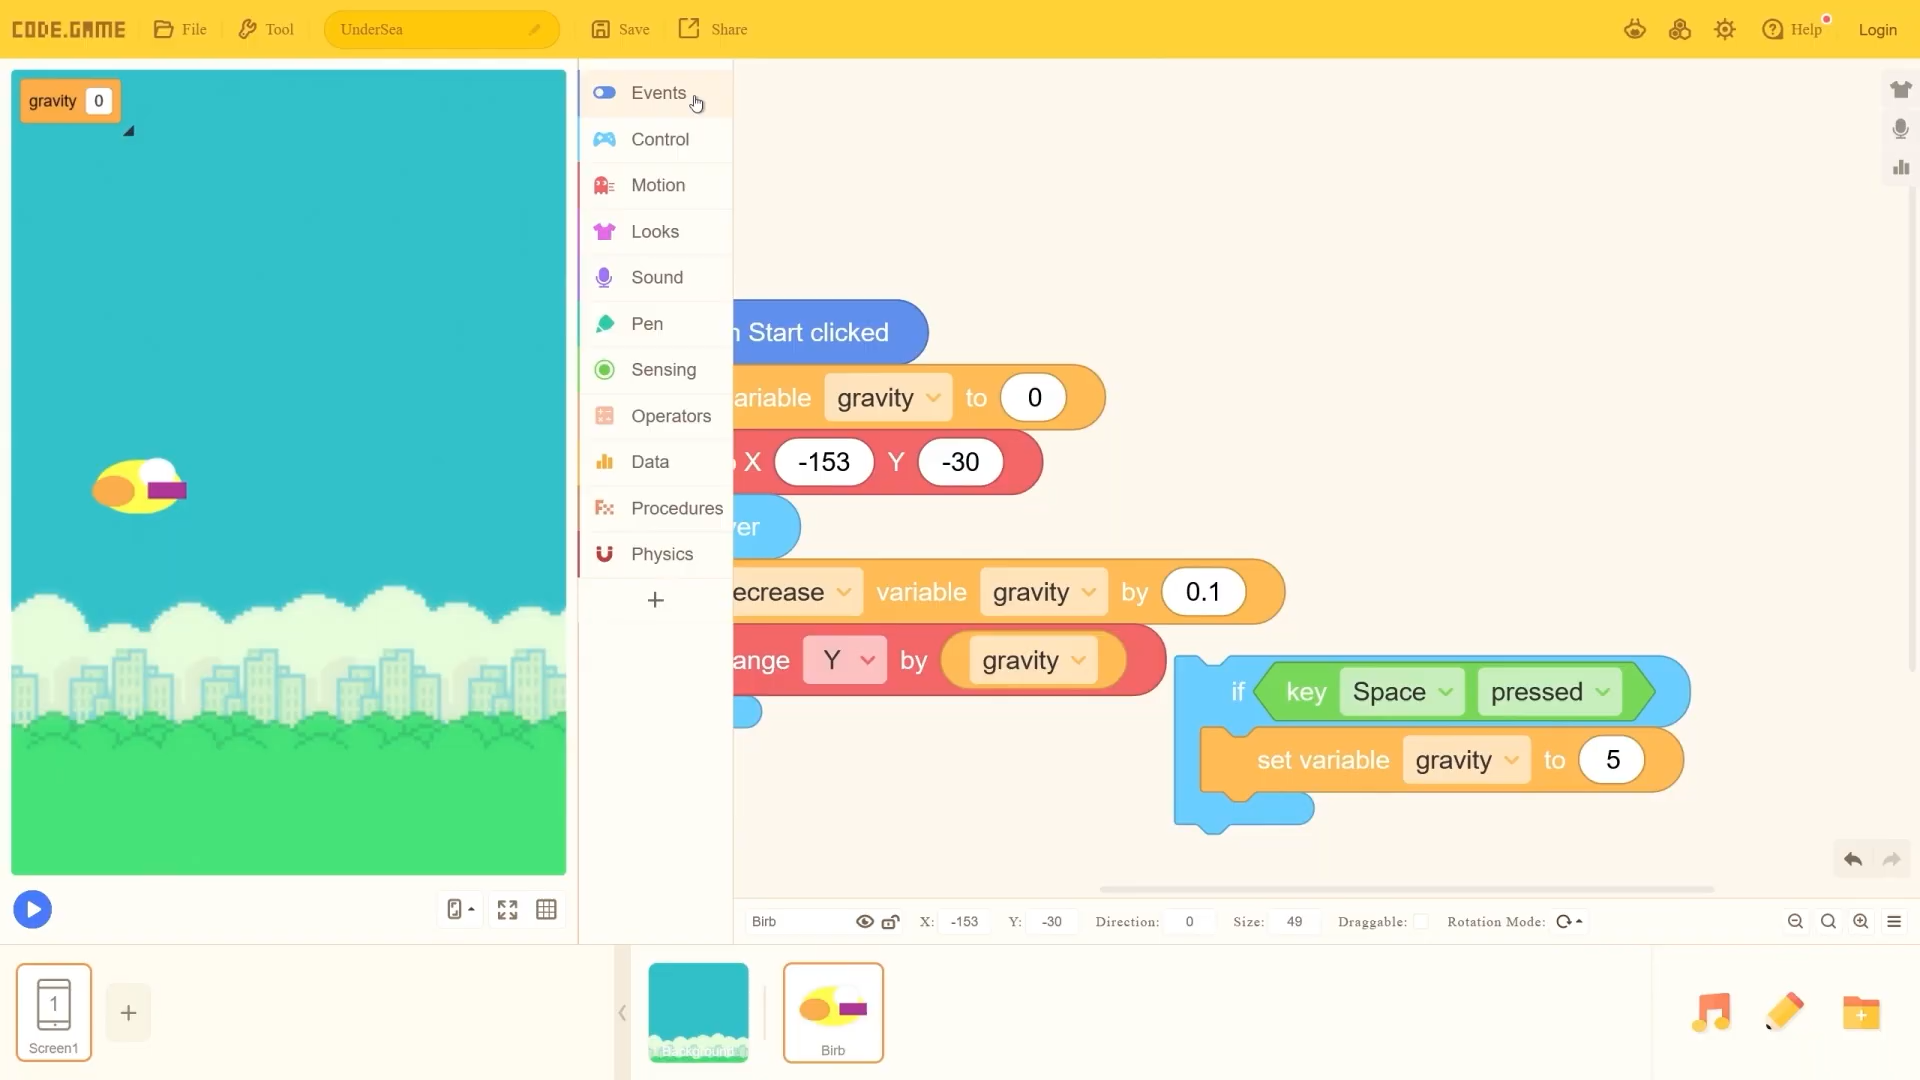 CODE.GAME File Tool UnderSea Save Share Help Login
gravity 0
Events
Control
Motion
Looks
Sound
Pen
Sensing
Operators
Data
Procedures
Physics
+
n Start clicked
ariable gravity to 0
X -153 Y -30
ver
ecrease variable gravity by 0.1
ange Y by gravity
if key Space pressed
set variable gravity to 5
Birb X: -153 Y: -30 Direction: 0 Size: 49 Draggable: Rotation Mode:
1
Screen1
+
Background
Birb